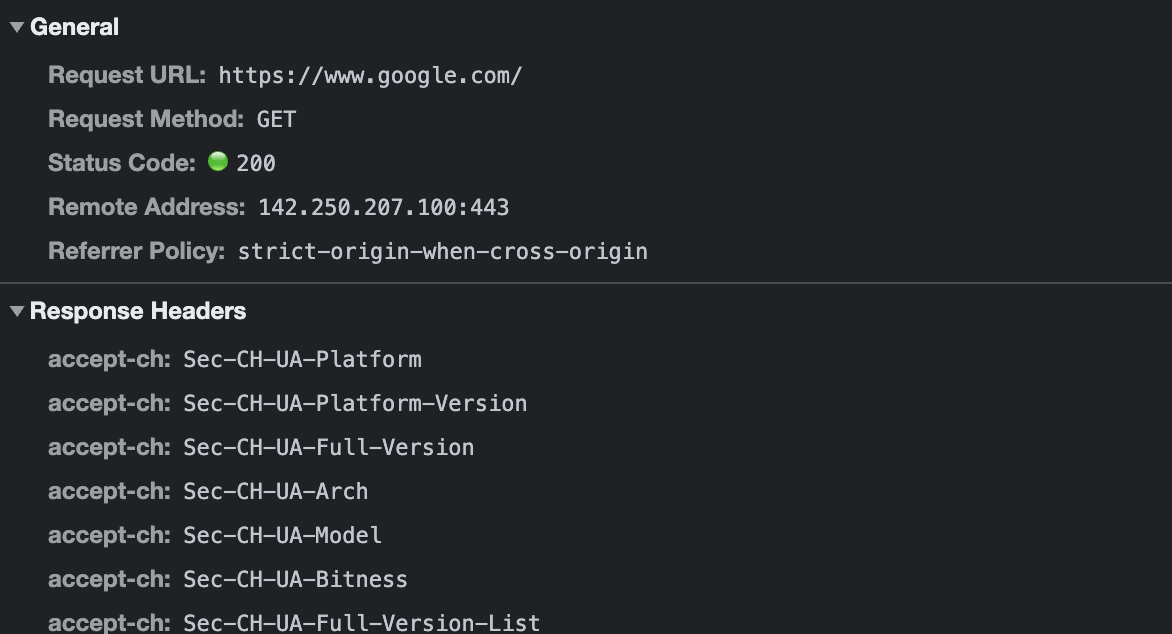 General
Request URL: https://www.google.com/
Request Method: GET
Status Code: 200
Remote Address: 142.250.207.100:443
Referrer Policy: strict-origin-when-cross-origin
Response Headers
accept-ch: Sec-CH-UA-Platform
accept-ch: Sec-CH-UA-Platform-Version
accept-ch: Sec-CH-UA-Full-Version
accept-ch: Sec-CH-UA-Arch
accept-ch: Sec-CH-UA-Model
accept-ch: Sec-CH-UA-Bitness
accept-ch: Sec-CH-UA-Full-Version-List